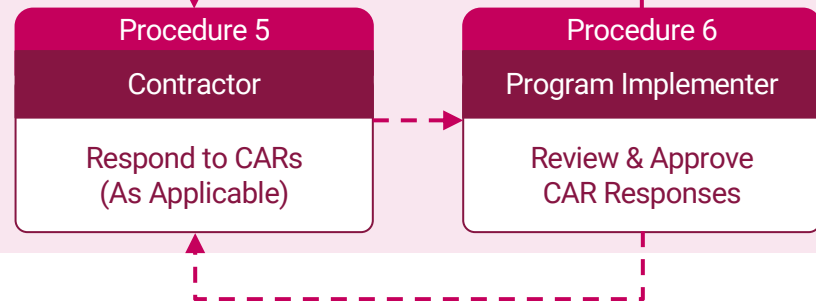 Procedure 5
Contractor
Respond to CARs
(As Applicable)
Procedure 6
Program Implementer
Review & Approve
CAR Responses